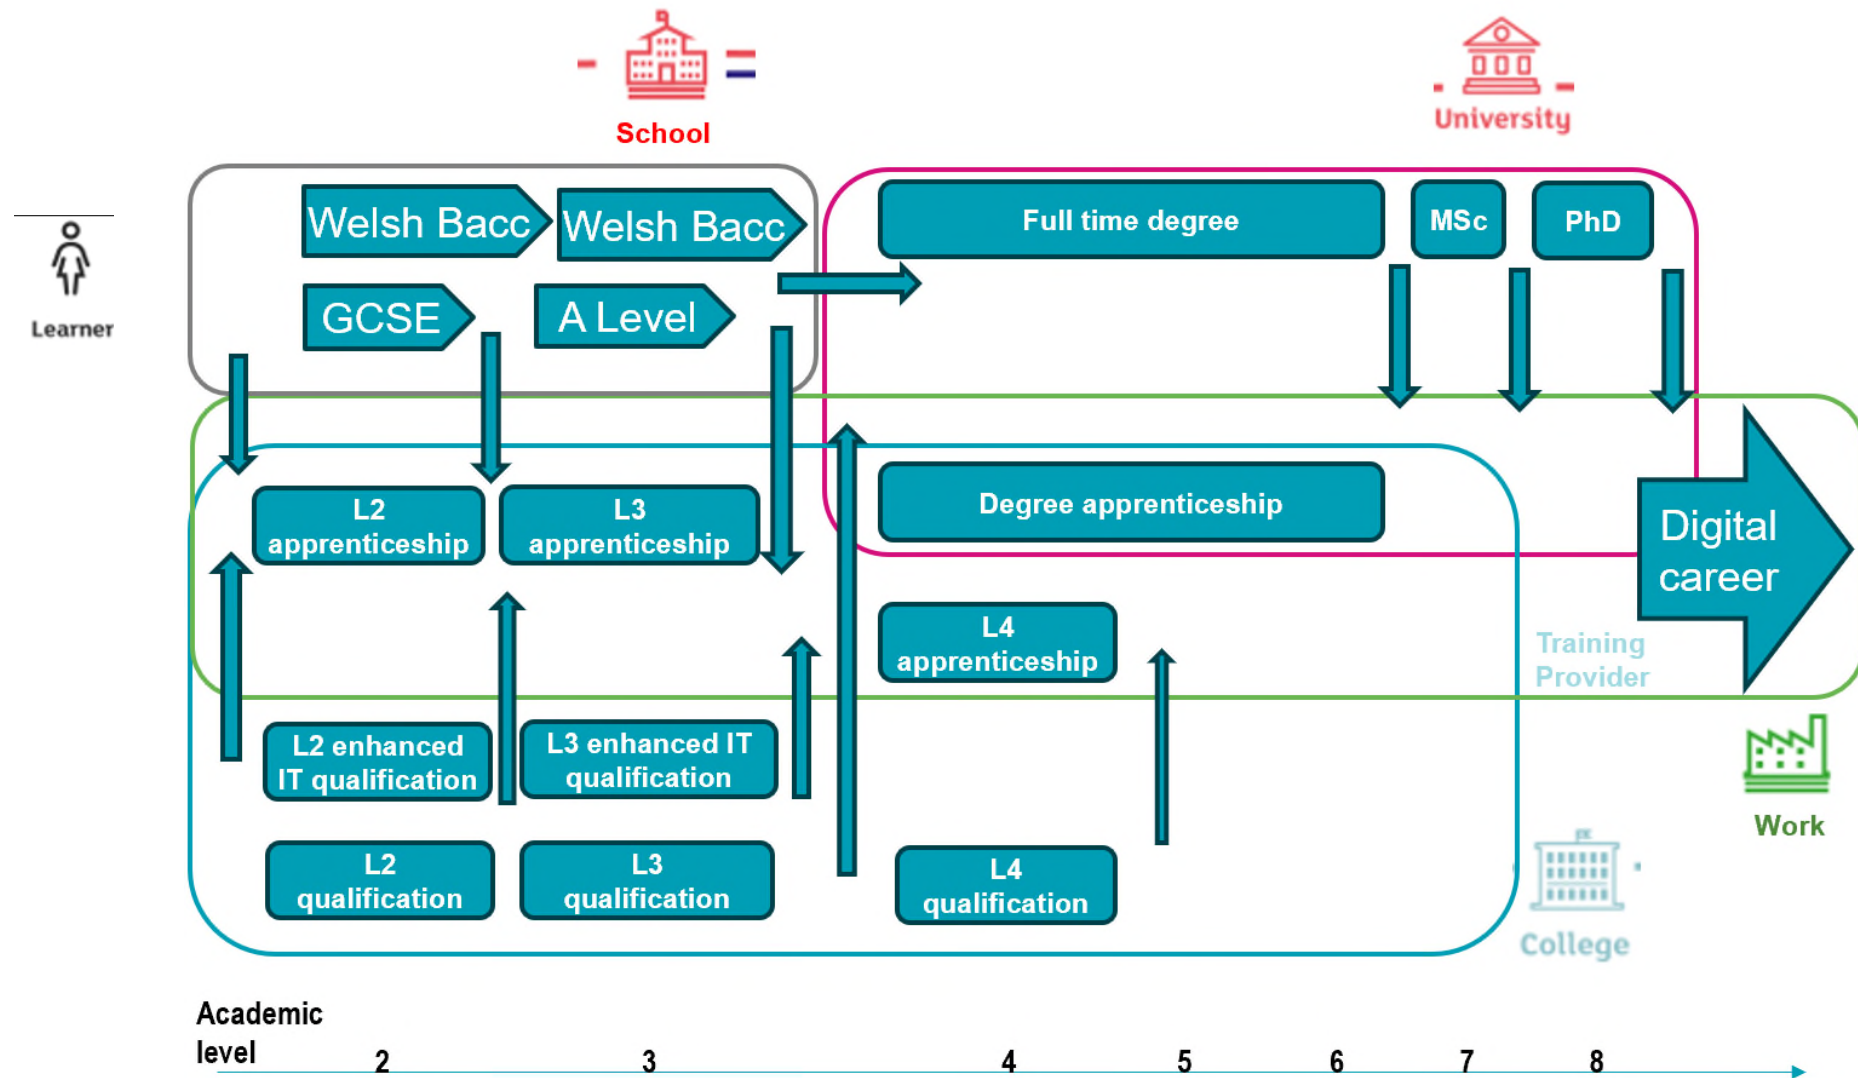 School
University
Learner
Welsh Bacc
Welsh Bacc
GCSE
A Level
Full time degree
MSc
PhD
L2
apprenticeship
L3
apprenticeship
Degree apprenticeship
L4
apprenticeship
Digital
career
Training
Provider
L2 enhanced
IT qualification
L3 enhanced IT
qualification
L2
qualification
L3
qualification
L4
qualification
Work
College
Academic
level
2 3 4 5 6 7 8